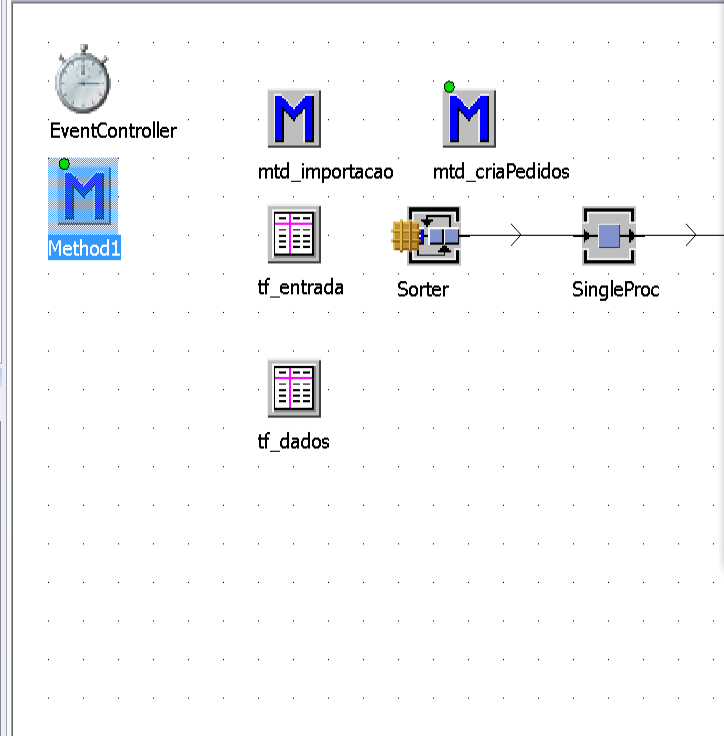 EventController
mtd_importacao
mtd_criaPedidos
Method1
tf_entrada
Sorter
SingleProc
tf_dados